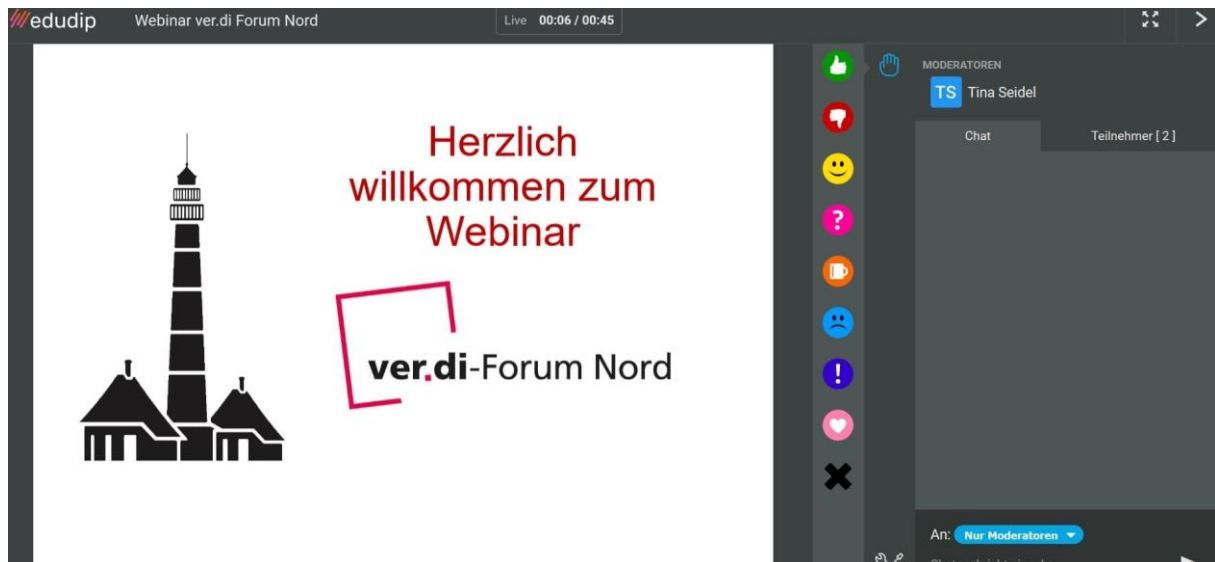 edudip
Webinar ver.di Forum Nord
Live 00:06 / 00:45
Herzlich
willkommen zum
Webinar
ver.di-Forum Nord
?
!
MODERATOREN
TS Tina Seidel
Chat
Teilnehmer [ 2 ]
An: Nur Moderatoren